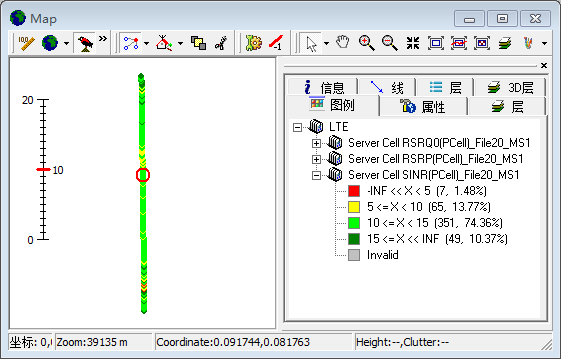 Map
信息
线
层
3D层
图例
属性
层
20
10
0
LTE
Server Cell RSRQ0(PCell)_File20_MS1
Server Cell RSRP(PCell)_File20_MS1
Server Cell SINR(PCell)_File20_MS1
-INF << X < 5 (7, 1.48%)
5 <= X < 10 (65, 13.77%)
10 <= X < 15 (351, 74.36%)
15 <= X << INF (49, 10.37%)
Invalid
坐标: 0,(
Zoom:39135 m
Coordinate:0.091744,0.081763
Height:--,Clutter:--